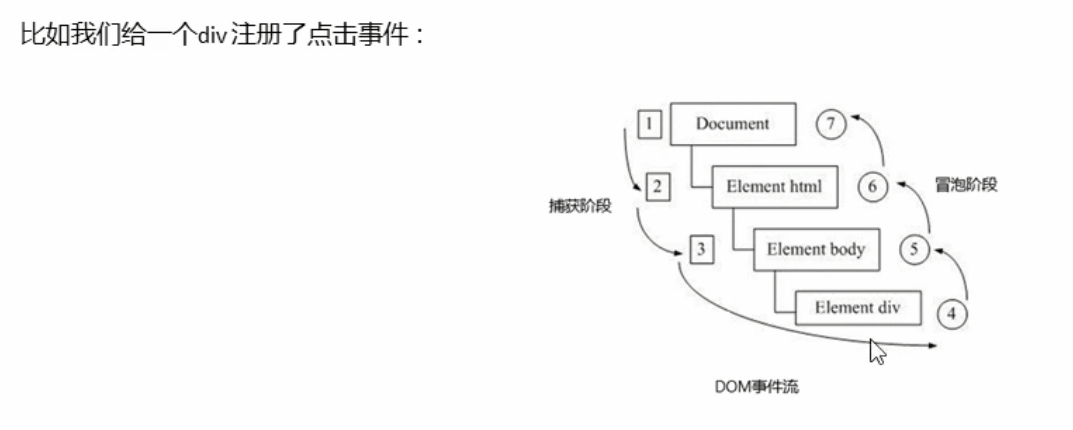 比如我们给一个div注册了点击事件：
1 Document 7
2 Element html 6
冒泡阶段
捕获阶段
3 Element body 5
Element div 4
DOM事件流